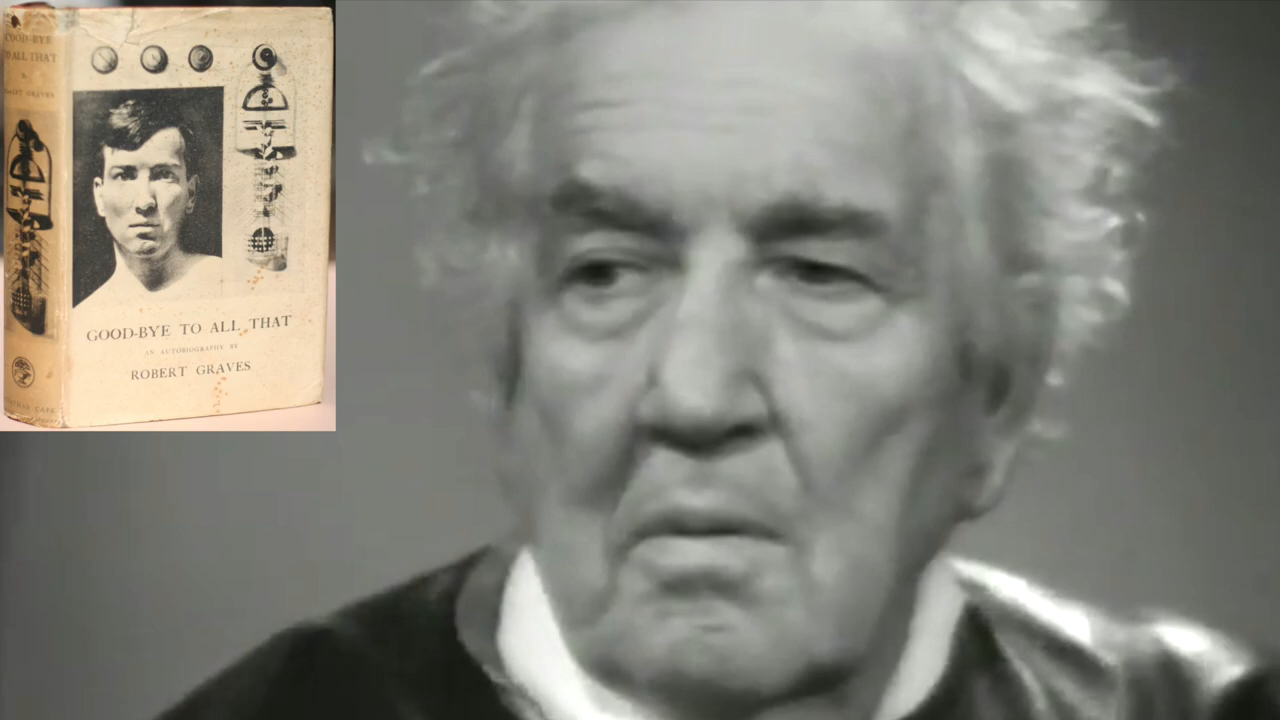 GOOD-BYE
TO ALL THAT
GOOD-BYE TO ALL THAT
AN AUTOBIOGRAPHY BY
ROBERT GRAVES